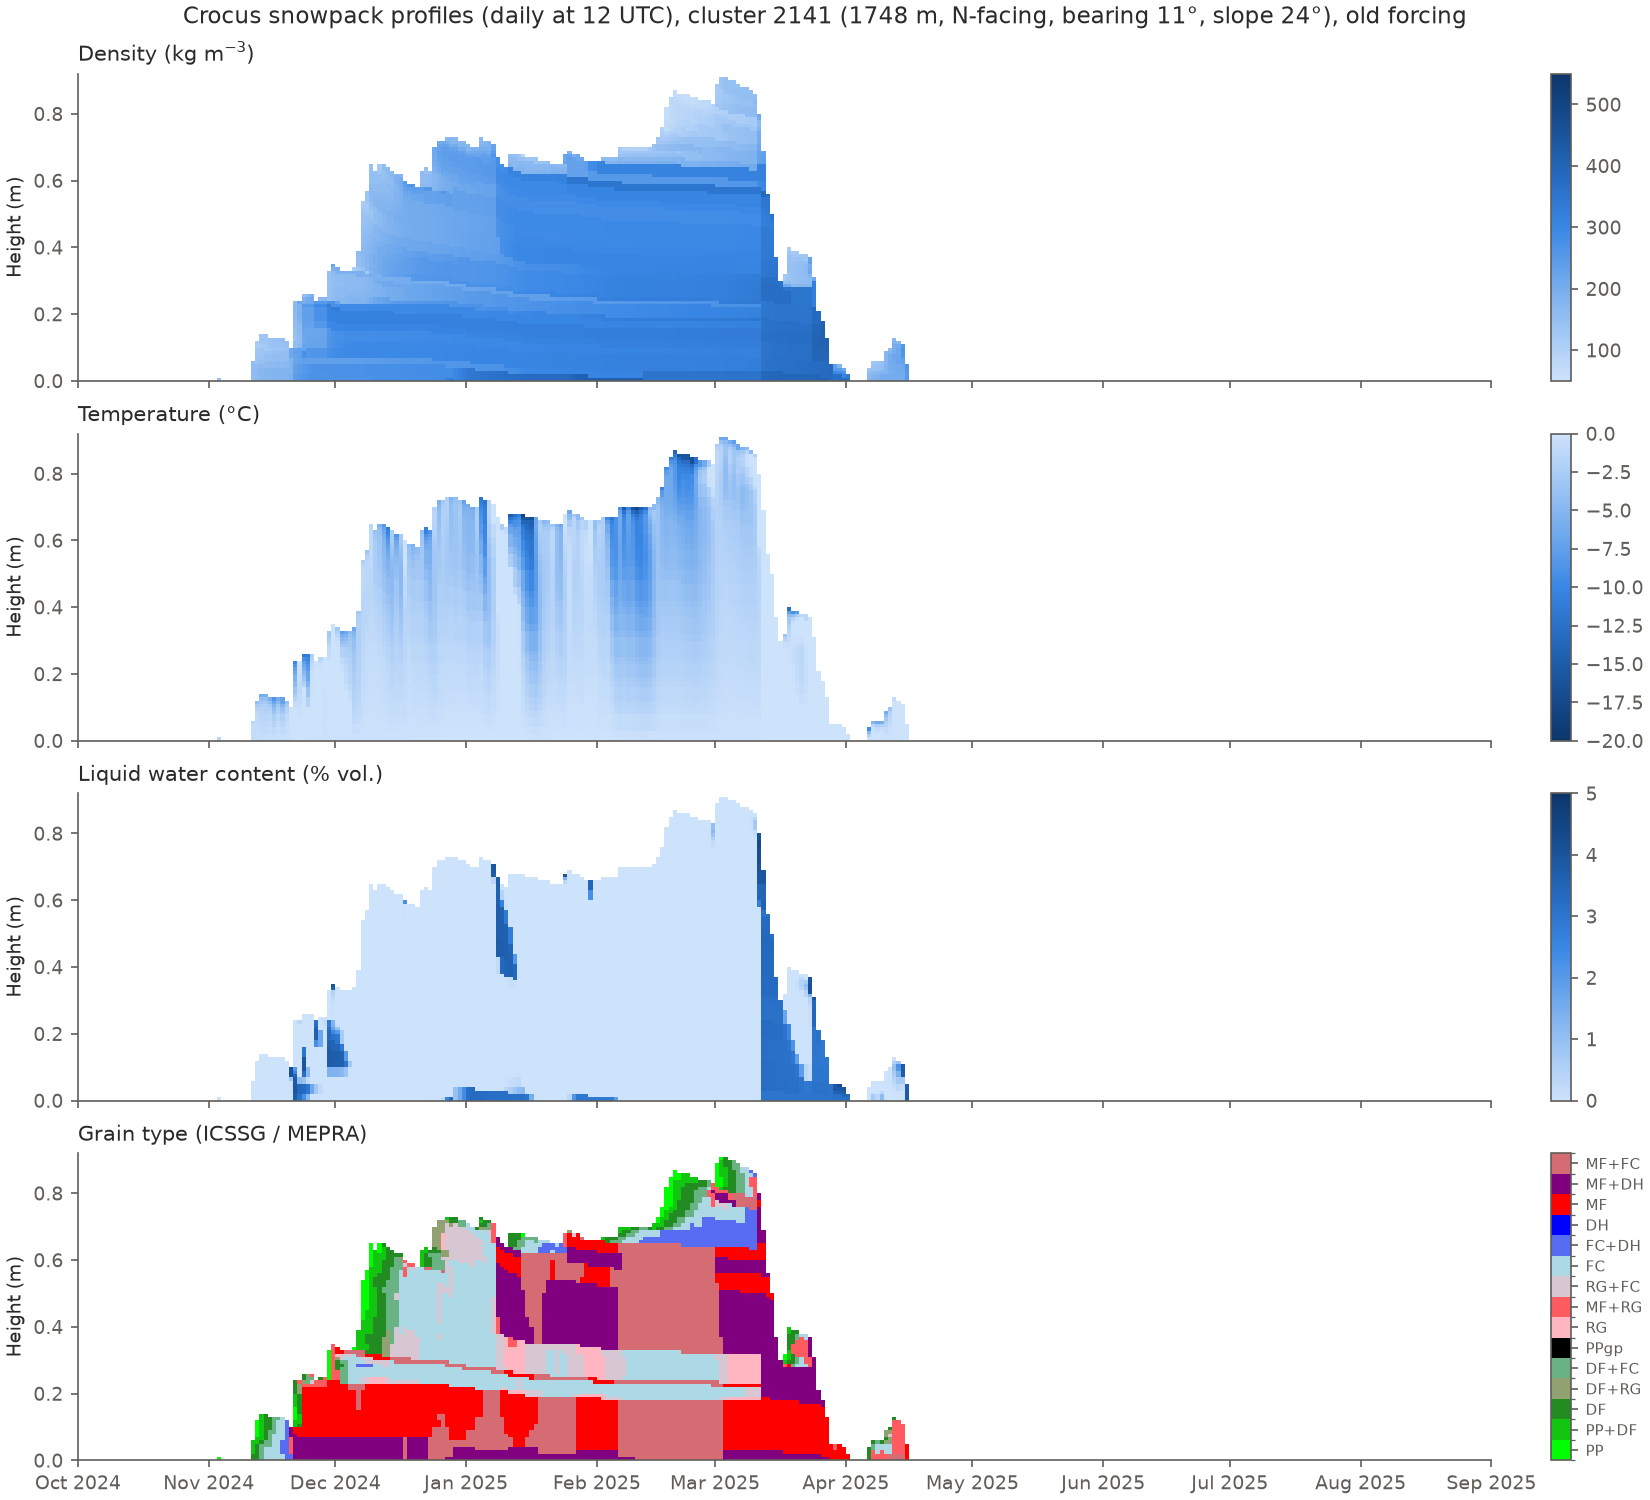 Crocus snowpack profiles (daily at 12 UTC), cluster 2141 (1748 m, N-facing, bearing 11°, slope 24°), old forcing
Density (kg m⁻³)
Height (m)
0.8
0.6
0.4
0.2
0.0
500
400
300
200
100
Temperature (°C)
Height (m)
0.8
0.6
0.4
0.2
0.0
0.0
−2.5
−5.0
−7.5
−10.0
−12.5
−15.0
−17.5
−20.0
Liquid water content (% vol.)
Height (m)
0.8
0.6
0.4
0.2
0.0
5
4
3
2
1
0
Grain type (ICSSG / MEPRA)
Height (m)
0.8
0.6
0.4
0.2
0.0
MF+FC
MF+DH
MF
DH
FC+DH
FC
RG+FC
MF+RG
RG
PPgp
DF+FC
DF+RG
DF
PP+DF
PP
Oct 2024 Nov 2024 Dec 2024 Jan 2025 Feb 2025 Mar 2025 Apr 2025 May 2025 Jun 2025 Jul 2025 Aug 2025 Sep 2025